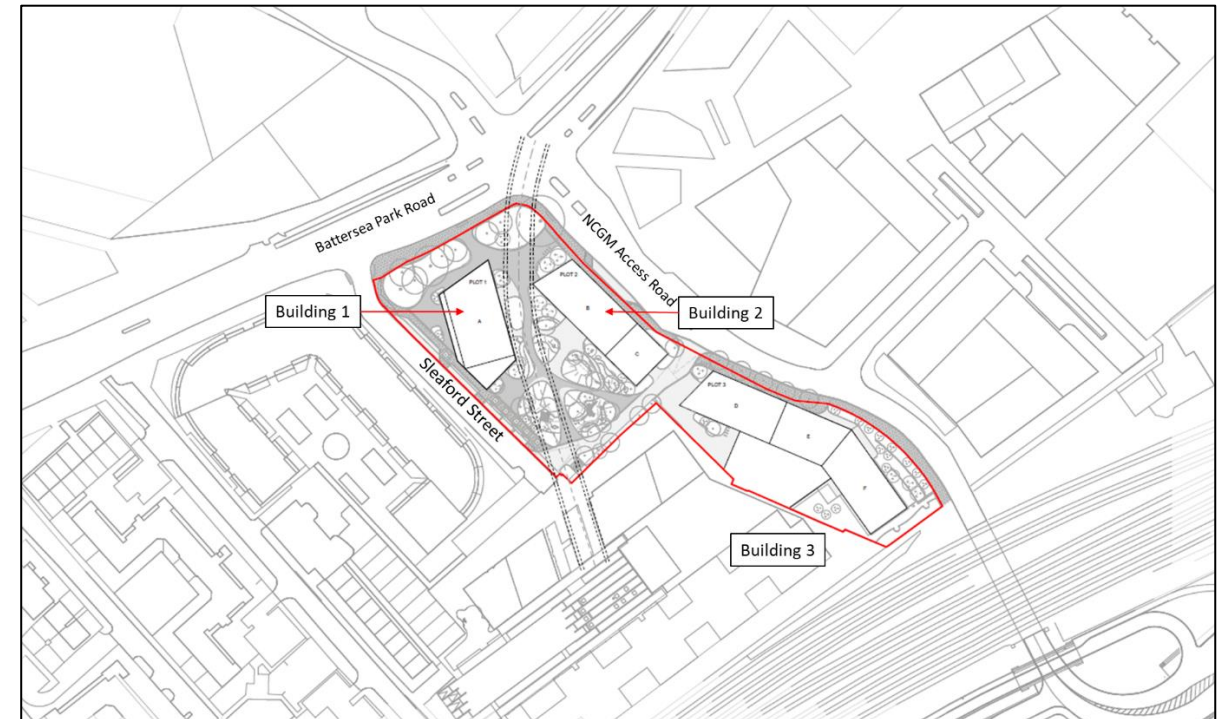 Battersea Park Road
NCGM Access Road
Building 1
PLOT 1
A
PLOT 2
B
C
Building 2
Sleaford Street
PLOT 3
D
E
F
Building 3